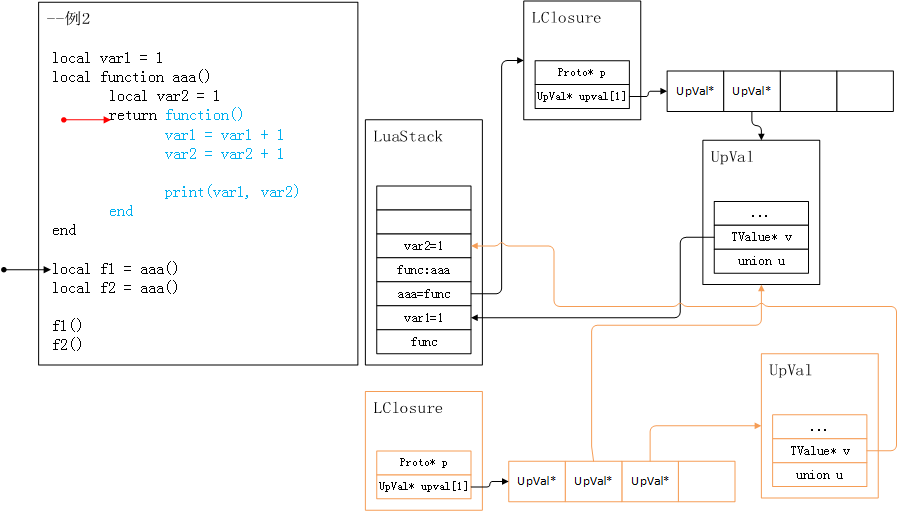 --例2
local var1 = 1
local function aaa()
local var2 = 1
return function()
var1 = var1 + 1
var2 = var2 + 1
print(var1, var2)
end
end
local f1 = aaa()
local f2 = aaa()
f1()
f2()
LuaStack
var2=1
func:aaa
aaa=func
var1=1
func
LClosure
Proto* p
UpVal* upval[1]
UpVal* UpVal*
UpVal
...
TValue* v
union u
LClosure
Proto* p
UpVal* upval[1]
UpVal* UpVal* UpVal*
UpVal
...
TValue* v
union u